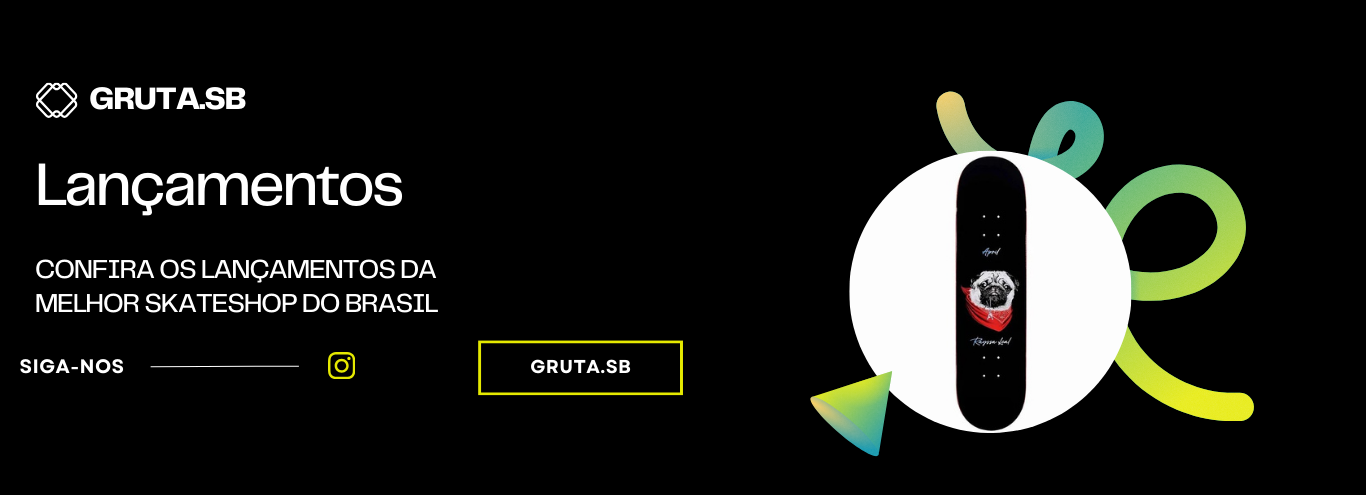 GRUTA.SB
Lançamentos
CONFIRA OS LANÇAMENTOS DA
MELHOR SKATESHOP DO BRASIL
SIGA-NOS
GRUTA.SB
April
Rayssa Leal